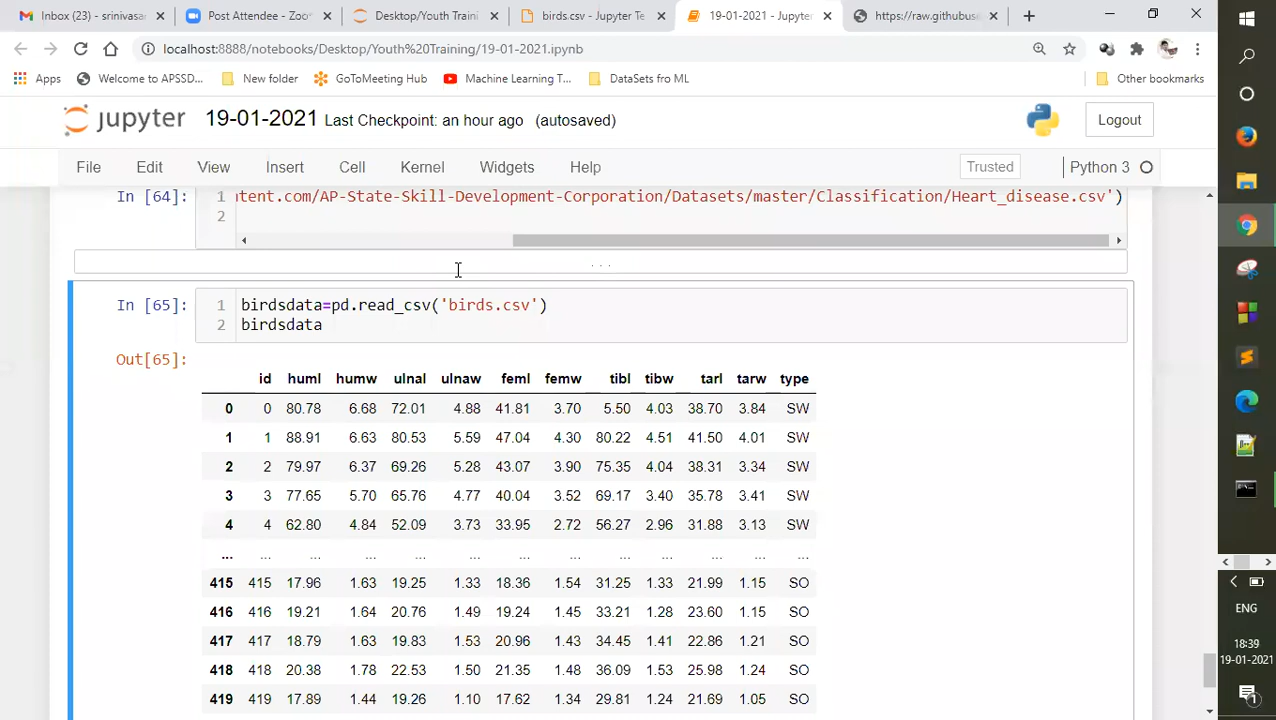 Inbox (23) - srinivasar
Post Attendee - Zoo
Desktop/Youth Traini
birds.csv - Jupyter Te
19-01-2021 - Jupyter
https://raw.githubus
localhost:8888/notebooks/Desktop/Youth%20Training/19-01-2021.ipynb
Apps Welcome to APSSD... New folder GoToMeeting Hub Machine Learning T... DataSets fro ML Other bookmarks
jupyter 19-01-2021 Last Checkpoint: an hour ago (autosaved) Logout
File Edit View Insert Cell Kernel Widgets Help Trusted Python 3
In [64]: 1 tent.com/AP-State-Skill-Development-Corporation/Datasets/master/Classification/Heart_disease.csv')
2
. . .
In [65]: 1 birdsdata=pd.read_csv('birds.csv')
2 birdsdata
Out[65]:
id huml humw ulnal ulnaw feml femw tibl tibw tarl tarw type
0 0 80.78 6.68 72.01 4.88 41.81 3.70 5.50 4.03 38.70 3.84 SW
1 1 88.91 6.63 80.53 5.59 47.04 4.30 80.22 4.51 41.50 4.01 SW
2 2 79.97 6.37 69.26 5.28 43.07 3.90 75.35 4.04 38.31 3.34 SW
3 3 77.65 5.70 65.76 4.77 40.04 3.52 69.17 3.40 35.78 3.41 SW
4 4 62.80 4.84 52.09 3.73 33.95 2.72 56.27 2.96 31.88 3.13 SW
... ... ... ... ... ... ... ... ... ... ... ... ...
415 415 17.96 1.63 19.25 1.33 18.36 1.54 31.25 1.33 21.99 1.15 SO
416 416 19.21 1.64 20.76 1.49 19.24 1.45 33.21 1.28 23.60 1.15 SO
417 417 18.79 1.63 19.83 1.53 20.96 1.43 34.45 1.41 22.86 1.21 SO
418 418 20.38 1.78 22.53 1.50 21.35 1.48 36.09 1.53 25.98 1.24 SO
419 419 17.89 1.44 19.26 1.10 17.62 1.34 29.81 1.24 21.69 1.05 SO
ENG
18:39
19-01-2021
1